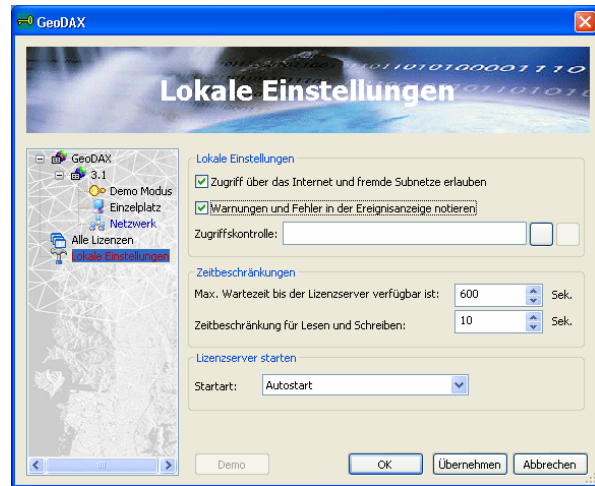 GeoDAX
Lokale Einstellungen
GeoDAX
3.1
Demo Modus
Einzelplatz
Netzwerk
Alle Lizenzen
Lokale Einstellungen
Lokale Einstellungen
Zugriff über das Internet und fremde Subnetze erlauben
Warnungen und Fehler in der Ereignisanzeige notieren
Zugriffskontrolle:
Zeitbeschränkungen
Max. Wartezeit bis der Lizenzserver verfügbar ist: 600 Sek.
Zeitbeschränkung für Lesen und Schreiben: 10 Sek.
Lizenzserver starten
Startart: Autostart
Demo OK Übernehmen Abbrechen